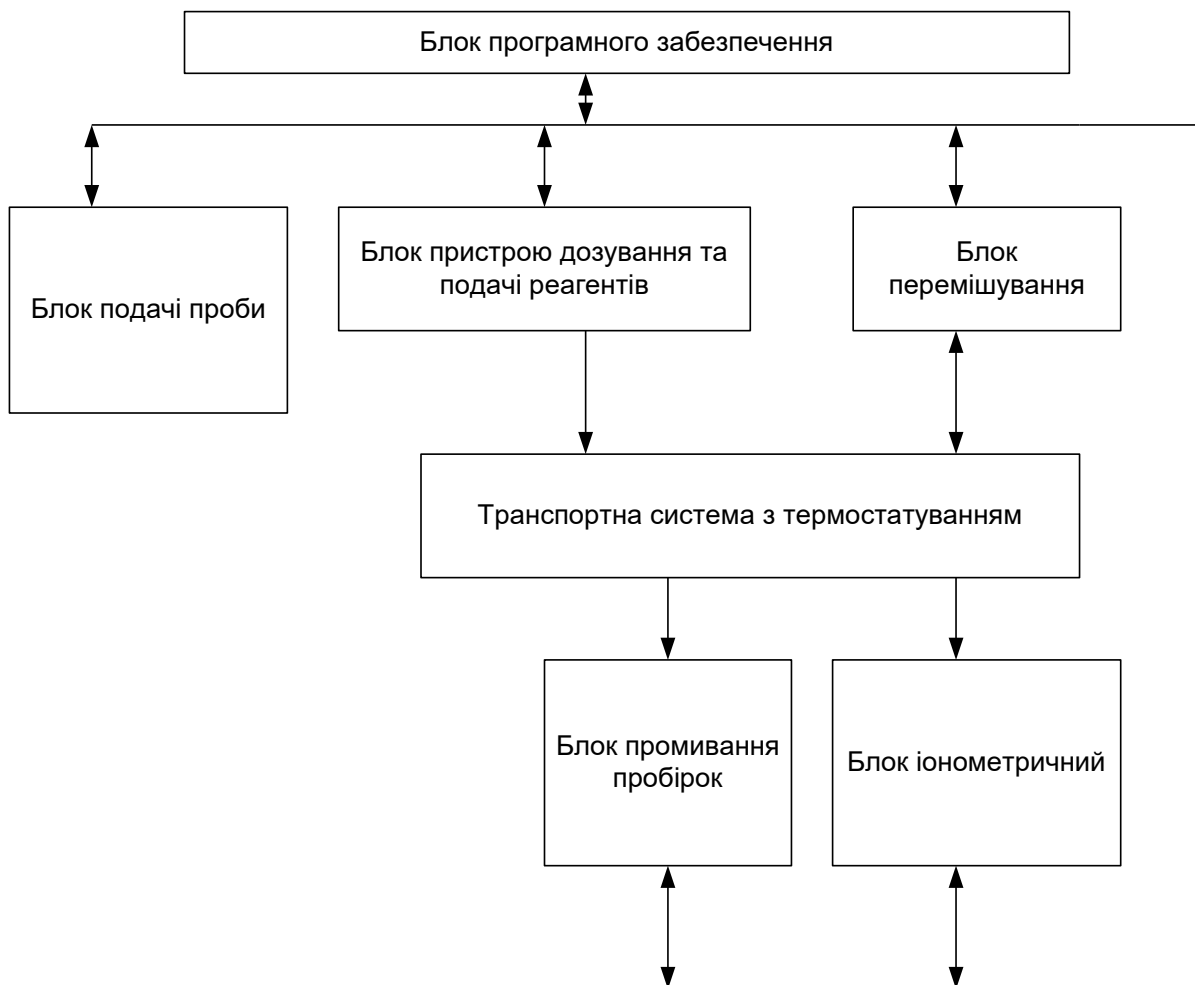 Блок програмного забезпечення
Блок подачі проби
Блок пристрою дозування та
подачі реагентів
Блок
перемішування
Транспортна система з термостатуванням
Блок промивання
пробірок
Блок іонометричний